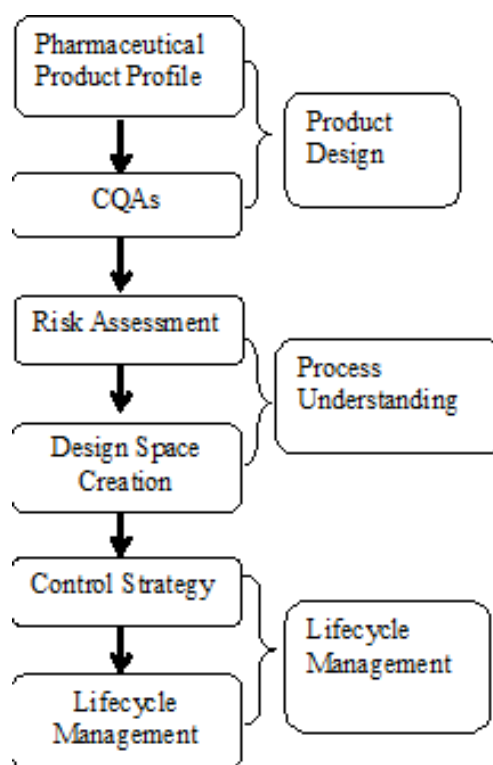 Pharmaceutical
Product Profile
Product
Design
CQAs
Risk Assessment
Process
Understanding
Design Space
Creation
Control Strategy
Lifecycle
Management
Lifecycle
Management